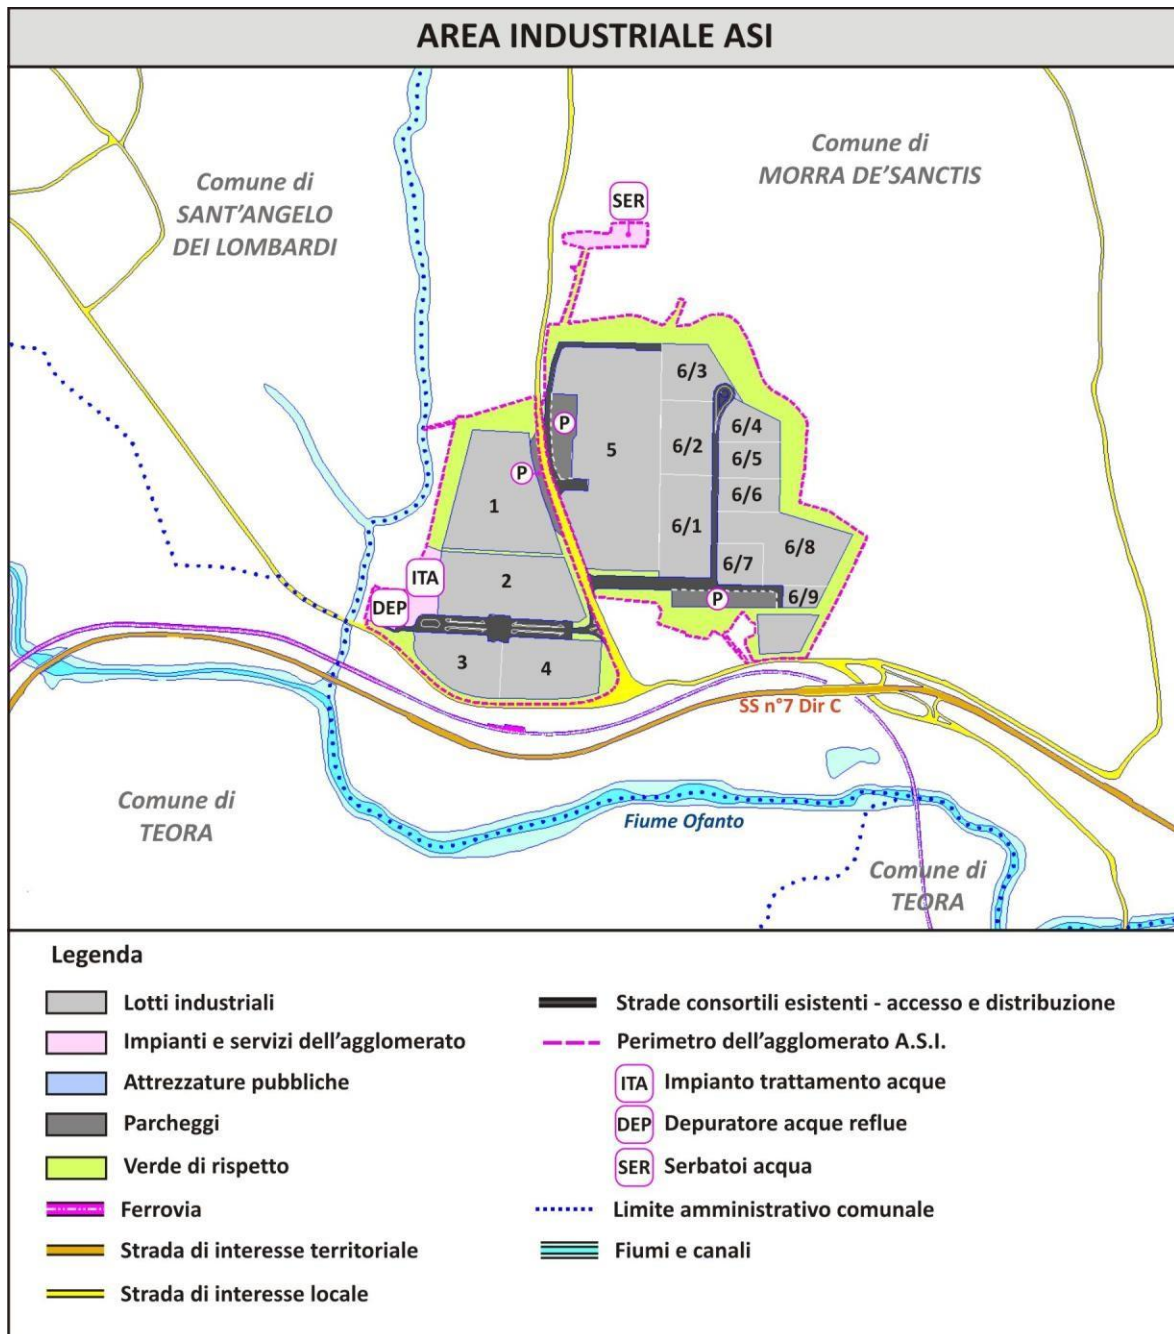 AREA INDUSTRIALE ASI
Comune di
MORRA DE'SANCTIS
Comune di
SANT'ANGELO
DEI LOMBARDI
SER
6/3
P
6/4
5
6/2
6/5
P
6/6
1
6/1
6/8
6/7
ITA
2
6/9
P
DEP
3
4
SS n°7 Dir C
Comune di
TEORA
Fiume Ofanto
Comune di
TEORA
Legenda
Lotti industriali
Impianti e servizi dell'agglomerato
Attrezzature pubbliche
Parcheggi
Verde di rispetto
Ferrovia
Strada di interesse territoriale
Strada di interesse locale
Strade consortili esistenti - accesso e distribuzione
Perimetro dell'agglomerato A.S.I.
ITA Impianto trattamento acque
DEP Depuratore acque reflue
SER Serbatoi acqua
Limite amministrativo comunale
Fiumi e canali